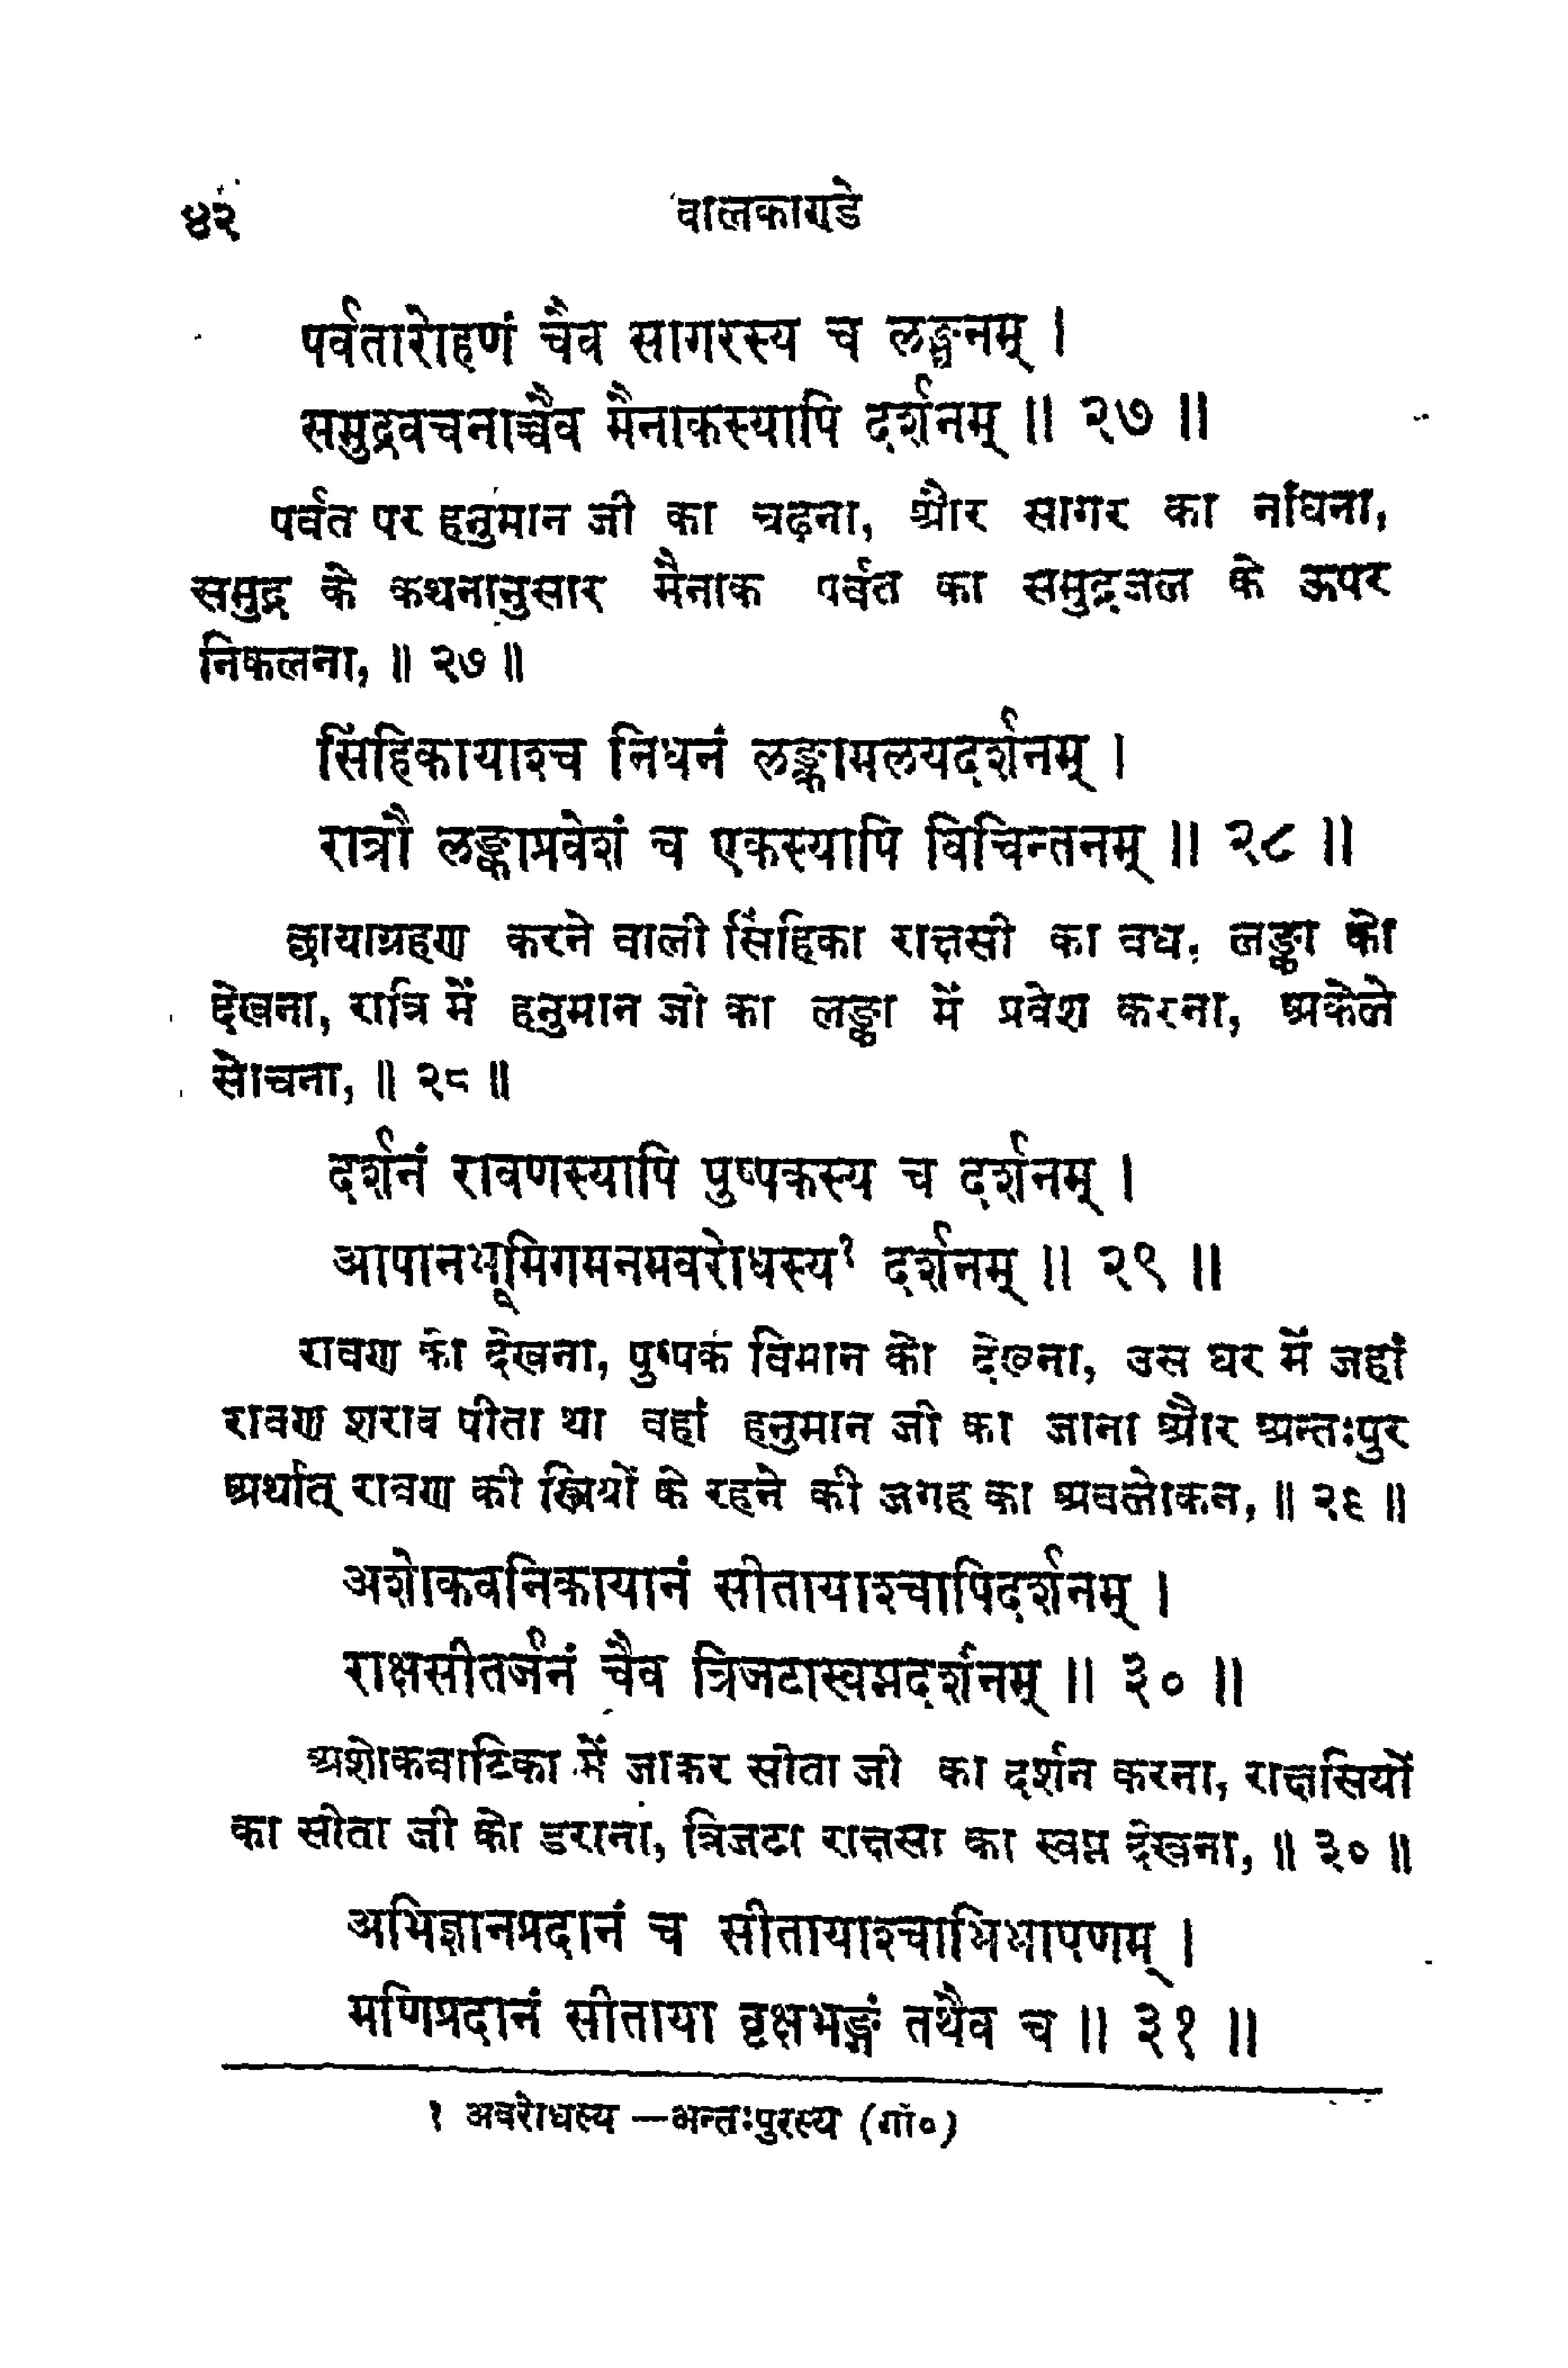 ४२
वालकाण्डे
पर्वतारोहणं चैव सागरस्य च लङ्घनम् ।
समुद्रवचनाच्चैव मैनाकस्यापि दर्शनम् ॥ २७ ॥
पर्वत पर हनुमान जी का चढ़ना, और सागर का नांघना,
समुद्र के कथनानुसार मैनाक पर्वत का समुद्रजल के ऊपर
निकलना, ॥ २७ ॥
सिंहिकायाश्च निधनं लङ्कामलयदर्शनम् ।
रात्रौ लङ्काप्रवेशं च एकस्यापि विचिन्तनम् ॥ २८ ॥
छायाग्रहण करने वाली सिंहिका राक्षसी का वध, लङ्का को
देखना, रात्रि में हनुमान जी का लङ्का में प्रवेश करना, अकेले
सोचना, ॥ २८ ॥
दर्शनं रावणस्यापि पुष्पकस्य च दर्शनम् ।
आपानभूमिगमनमवरोधस्य१ दर्शनम् ॥ २९ ॥
रावण को देखना, पुष्पक विमान को देखना, उस घर में जहां
रावण शराब पीता था वहां हनुमान जी का जाना और अन्तःपुर
अर्थात् रावण की स्त्रियों के रहने की जगह का अवलोकन, ॥ २९ ॥
अशोकवनिकायानं सीतायाश्चापिदर्शनम् ।
राक्षसीतर्जनं चैव त्रिजटास्वप्नदर्शनम् ॥ ३० ॥
अशोकवाटिका में जाकर सीता जी का दर्शन करना, राक्षसियों
का सीता जी को डराना, त्रिजटा राक्षसी का स्वप्न देखना, ॥ ३० ॥
अभिज्ञानप्रदानं च सीतायाश्चाभिभाषणम् ।
मणिप्रदानं सीताया वृक्षभङ्गं तथैव च ॥ ३१ ॥
१ अवरोधस्य —अन्तःपुरस्य (गो०)